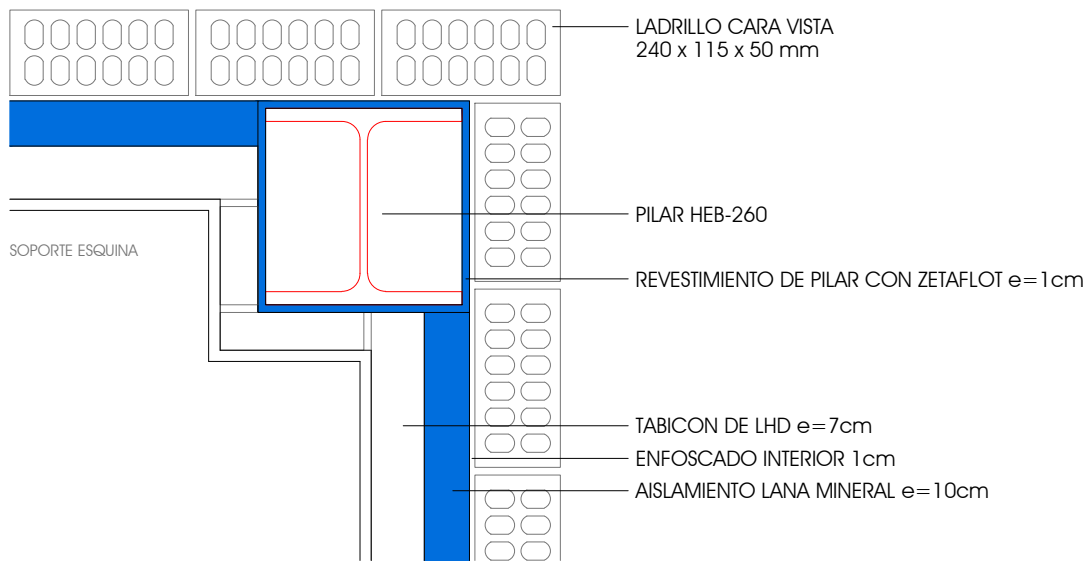 LADRILLO CARA VISTA
240 x 115 x 50 mm
PILAR HEB-260
SOPORTE ESQUINA
REVESTIMIENTO DE PILAR CON ZETAFLOT e=1cm
TABICON DE LHD e=7cm
ENFOSCADO INTERIOR 1cm
AISLAMIENTO LANA MINERAL e=10cm